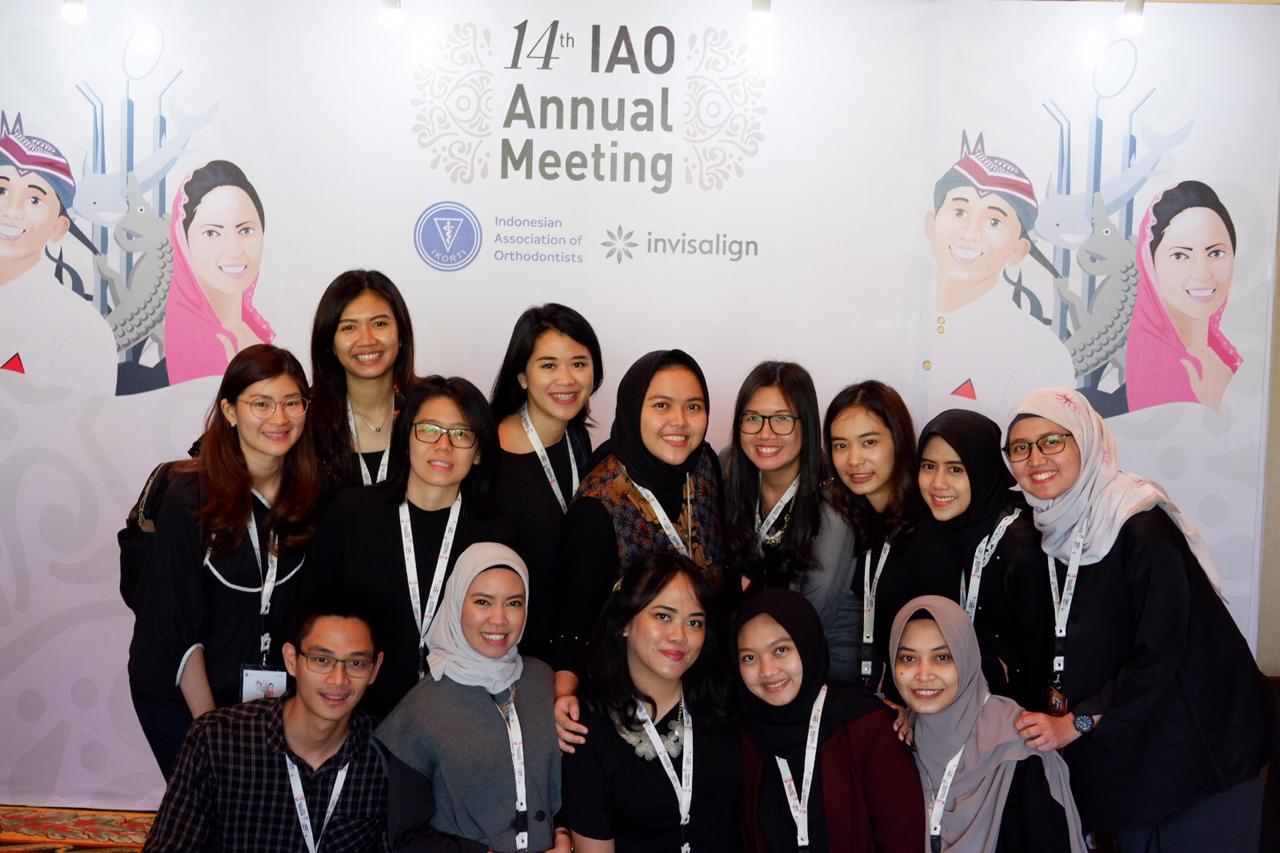 14th IAO
Annual
Meeting
IKORTI
Indonesian
Association of
Orthodontists
invisalign